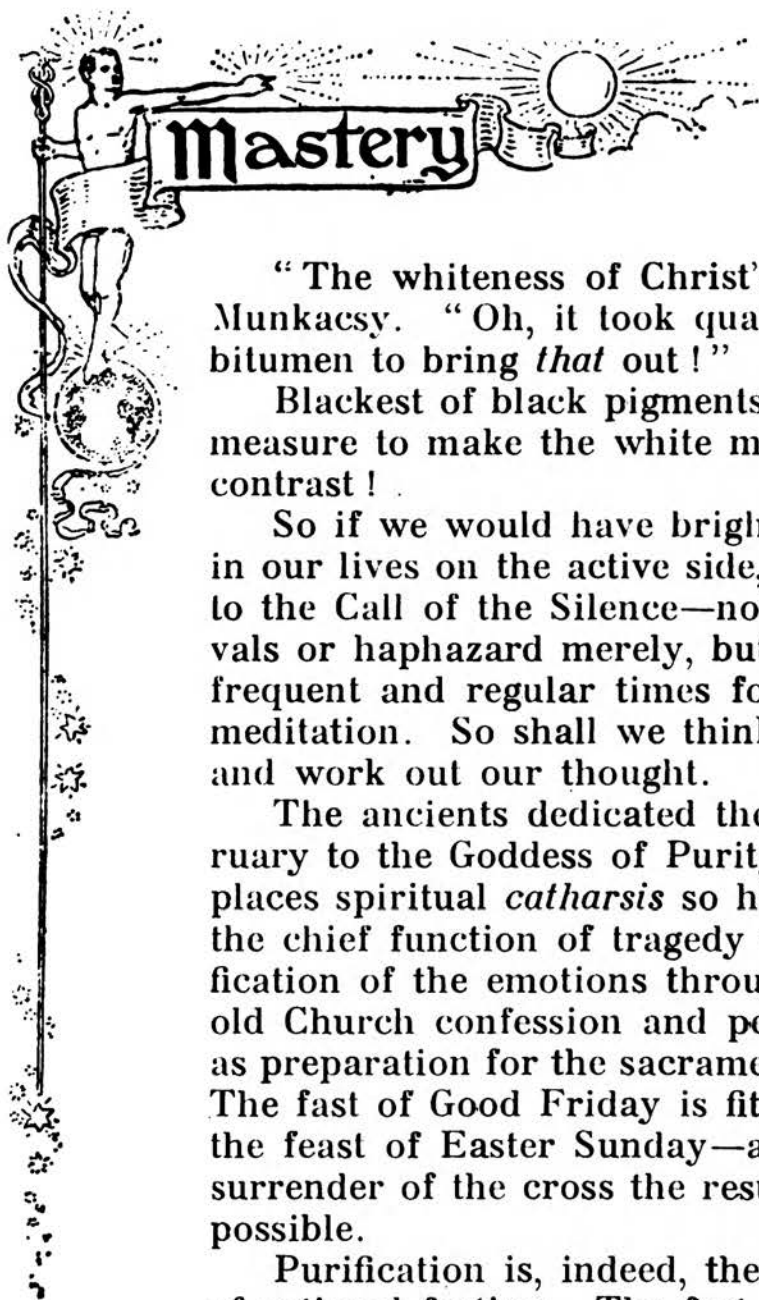 Mastery
“The whiteness of Christ’
Munkacsy. “Oh, it took qua
bitumen to bring that out!”
Blackest of black pigments
measure to make the white m
contrast!
So if we would have brigh
in our lives on the active side,
to the Call of the Silence—no
vals or haphazard merely, bu
frequent and regular times fo
meditation. So shall we thin
and work out our thought.
The ancients dedicated the
ruary to the Goddess of Purit
places spiritual catharsis so h
the chief function of tragedy
fication of the emotions throu
old Church confession and pe
as preparation for the sacrame
The fast of Good Friday is fit
the feast of Easter Sunday—a
surrender of the cross the resu
possible.
Purification is, indeed, the